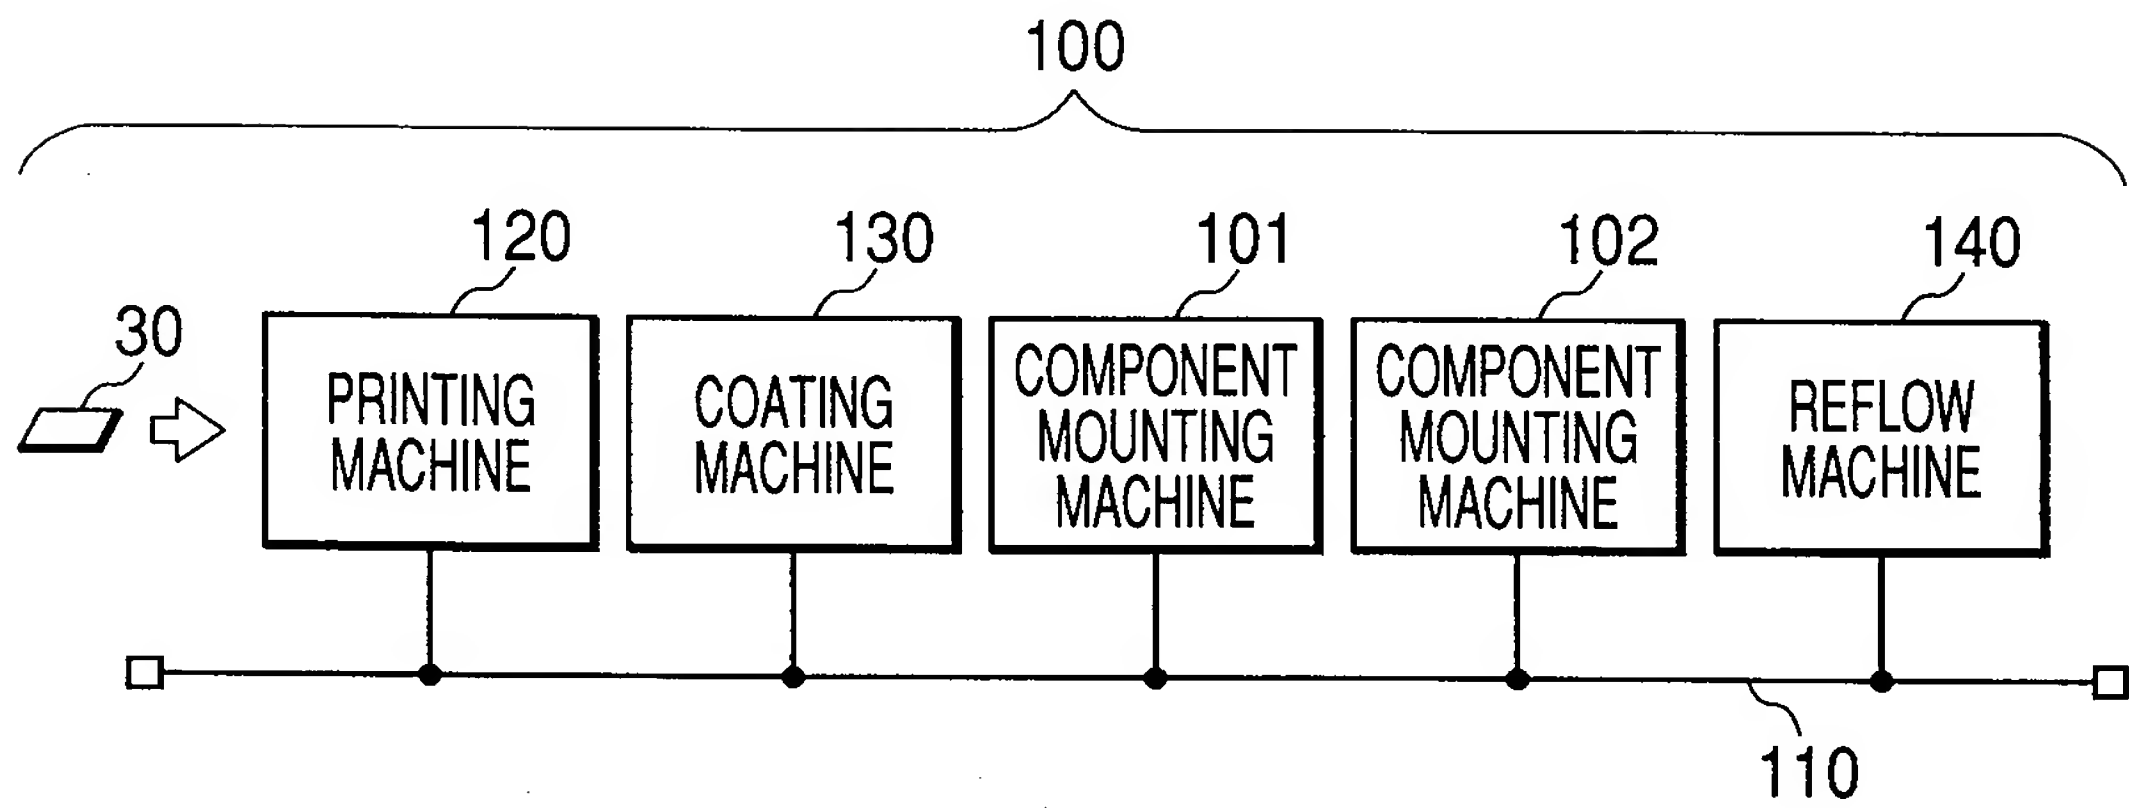 100
120
130
101
102
140
30
PRINTING
MACHINE
COATING
MACHINE
COMPONENT
MOUNTING
MACHINE
COMPONENT
MOUNTING
MACHINE
REFLOW
MACHINE
110